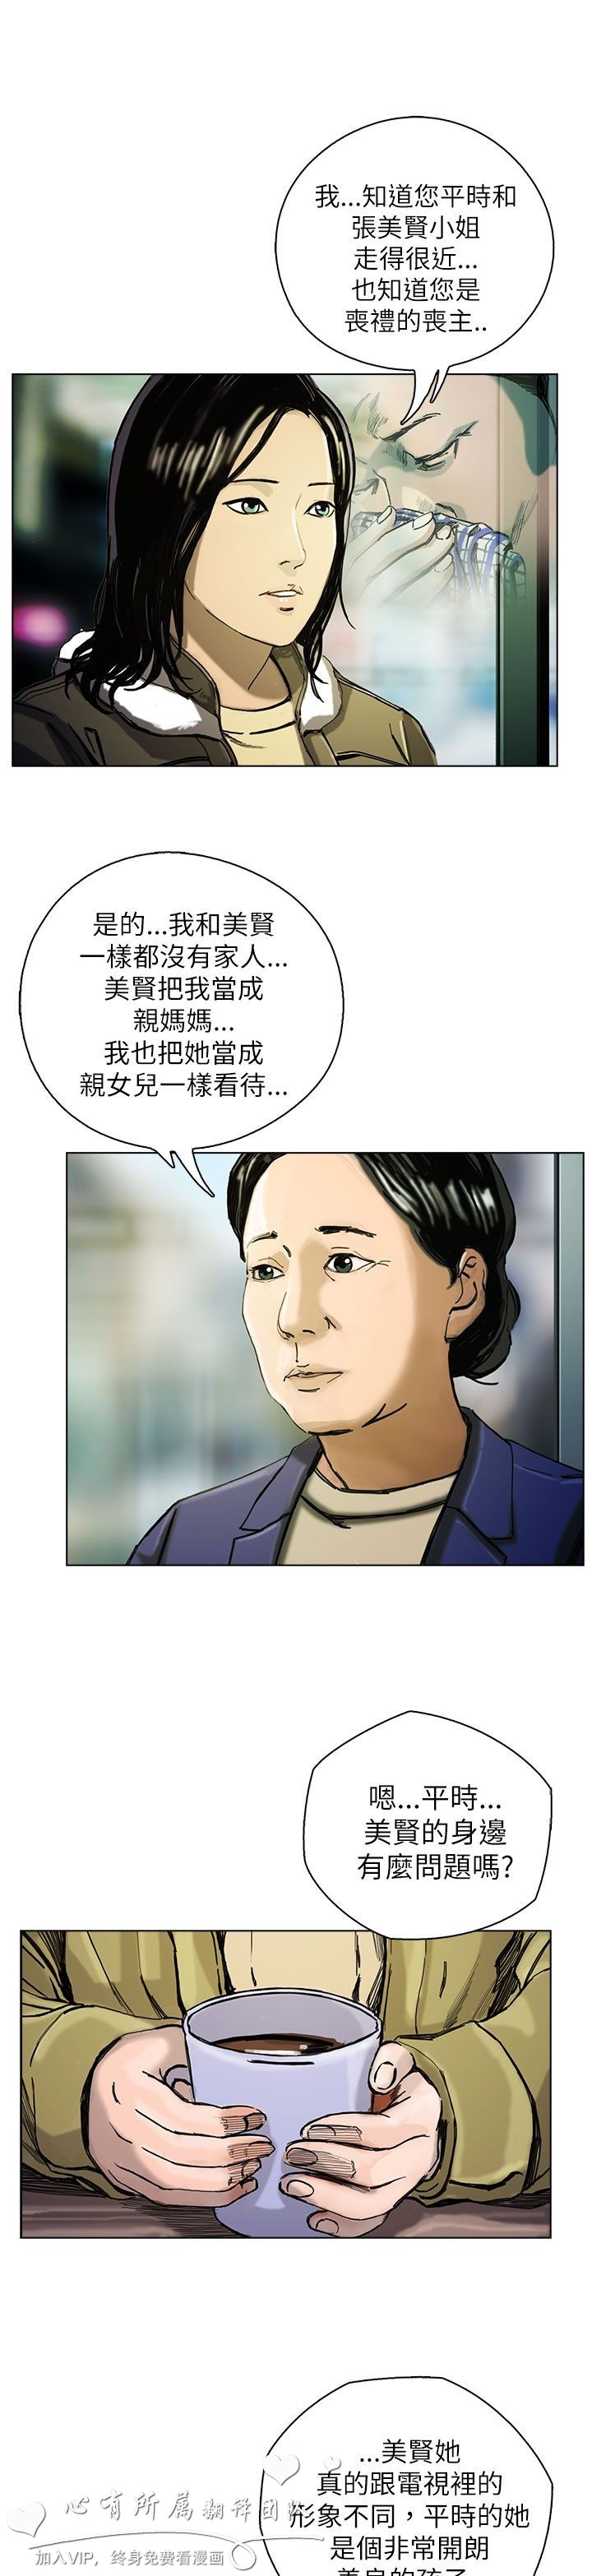 我...知道您平時和
張美賢小姐
走得很近...
也知道您是
喪禮的喪主..
是的...我和美賢
一樣都沒有家人...
美賢把我當成
親媽媽...
我也把她當成
親女兒一樣看待...
嗯...平時...
美賢的身邊
有麼問題嗎?
...美賢她
真的跟電視裡的
形象不同，平時的她
是個非常開朗
善良的孩子
心有所属翻译团队
加入VIP，终身免费看漫画